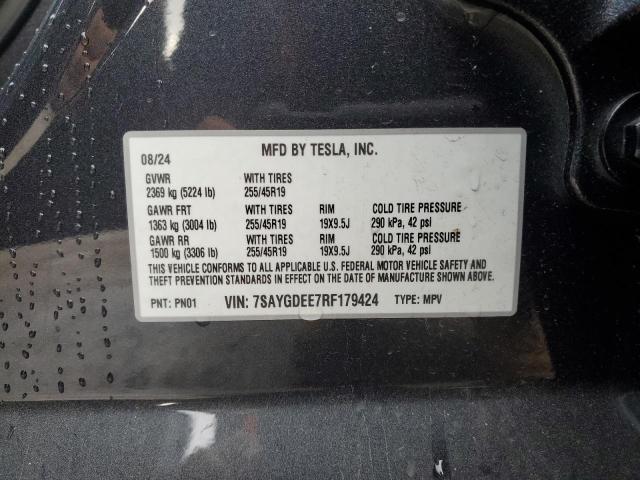 08/24 MFD BY TESLA, INC.
GVWR WITH TIRES
2369 kg (5224 lb) 255/45R19
GAWR FRT WITH TIRES RIM COLD TIRE PRESSURE
1363 kg (3004 lb) 255/45R19 19X9.5J 290 kPa, 42 psi
GAWR RR WITH TIRES RIM COLD TIRE PRESSURE
1500 kg (3306 lb) 255/45R19 19X9.5J 290 kPa, 42 psi
THIS VEHICLE CONFORMS TO ALL APPLICABLE U.S. FEDERAL MOTOR VEHICLE SAFETY AND
THEFT PREVENTION STANDARDS IN EFFECT ON THE DATE OF MANUFACTURE SHOWN ABOVE.
PNT: PN01 VIN: 7SAYGDEE7RF179424 TYPE: MPV